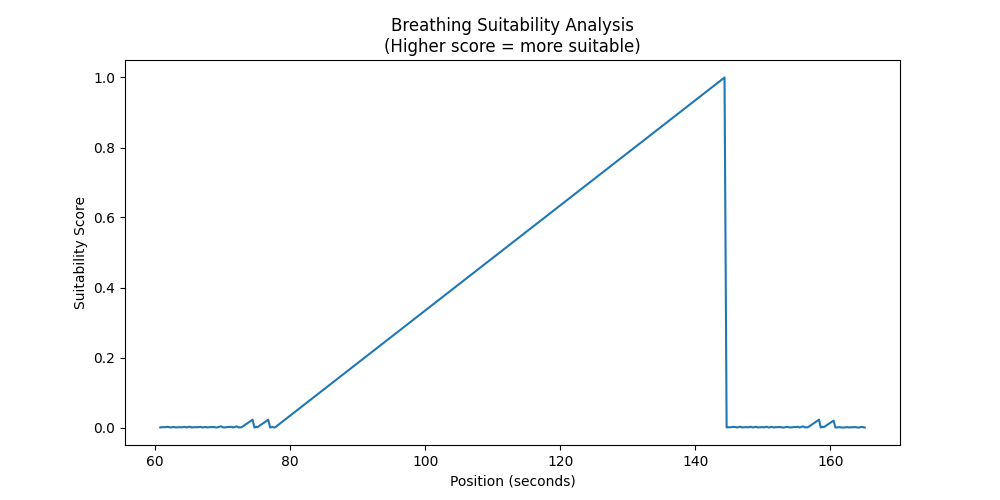 Breathing Suitability Analysis
(Higher score = more suitable)
1.0
0.8
0.6
0.4
0.2
0.0
Suitability Score
60 80 100 120 140 160
Position (seconds)